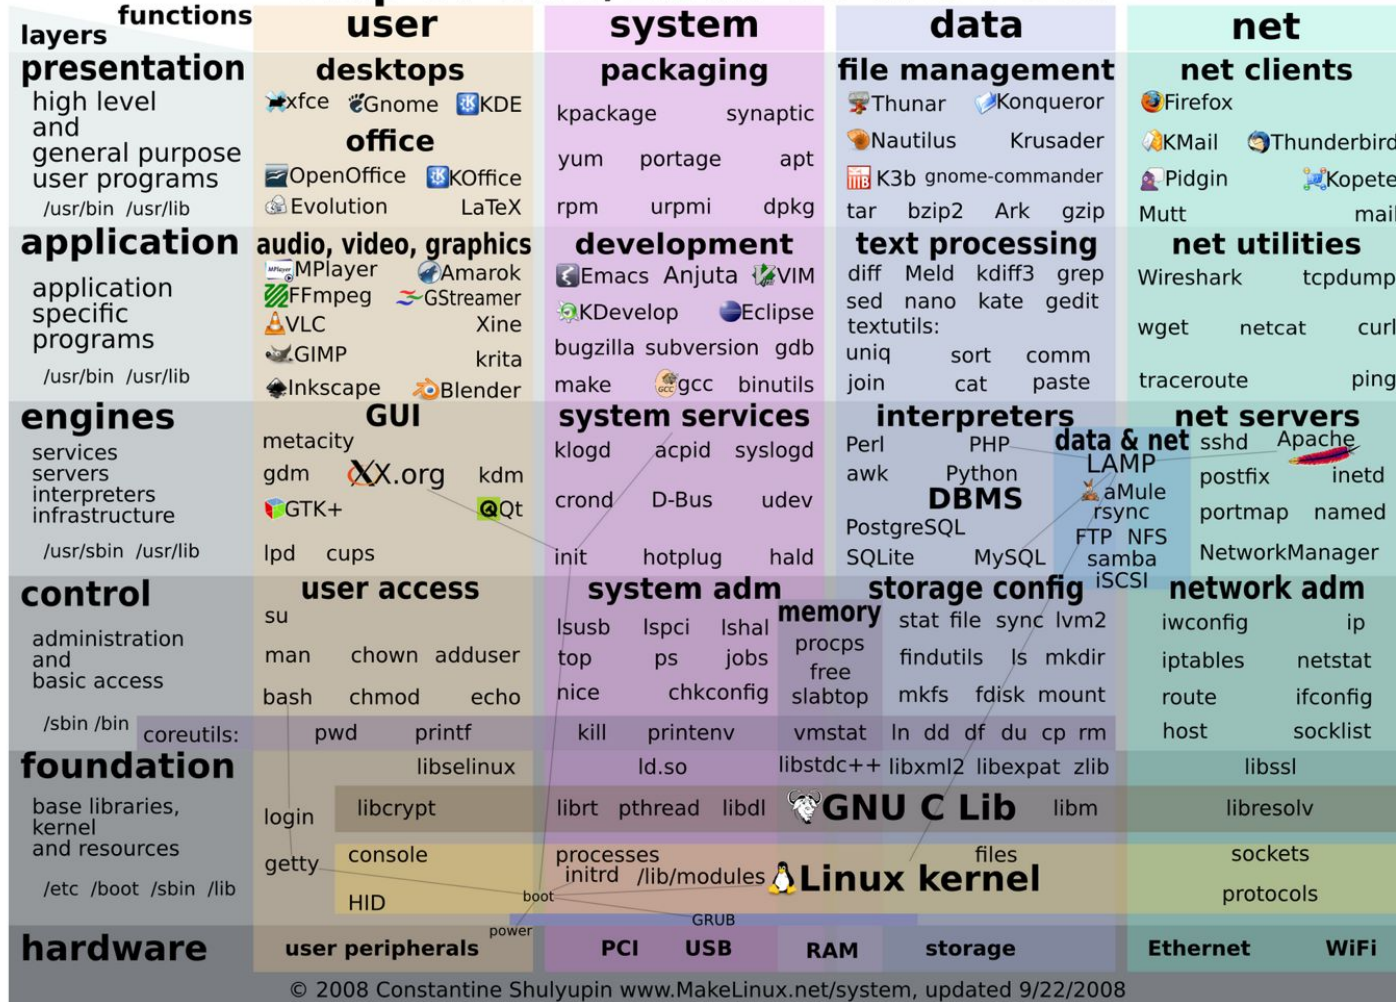 functions
layers
user system data net
presentation
high level
and
general purpose
user programs
/usr/bin /usr/lib
desktops
xfce Gnome KDE
office
OpenOffice KOffice
Evolution LaTeX
packaging
kpackage synaptic
yum portage apt
rpm urpmi dpkg
file management
Thunar Konqueror
Nautilus Krusader
K3b gnome-commander
tar bzip2 Ark gzip
net clients
Firefox
KMail Thunderbird
Pidgin Kopete
Mutt mail
application
application
specific
programs
/usr/bin /usr/lib
audio, video, graphics
MPlayer Amarok
FFmpeg GStreamer
VLC Xine
GIMP krita
Inkscape Blender
development
Emacs Anjuta VIM
KDevelop Eclipse
bugzilla subversion gdb
make gcc binutils
text processing
diff Meld kdiff3 grep
sed nano kate gedit
textutils:
uniq sort comm
join cat paste
net utilities
Wireshark tcpdump
wget netcat curl
traceroute ping
engines
services
servers
interpreters
infrastructure
/usr/sbin /usr/lib
GUI
metacity
gdm X.org kdm
GTK+ Qt
lpd cups
system services
klogd acpid syslogd
crond D-Bus udev
init hotplug hald
interpreters
Perl PHP
awk Python
DBMS
PostgreSQL
SQLite MySQL
data & net
LAMP
aMule
rsync
FTP NFS
samba
iSCSI
net servers
sshd Apache
postfix inetd
portmap named
NetworkManager
control
administration
and
basic access
/sbin /bin
user access
su
man chown adduser
bash chmod echo
system adm
lsusb lspci lshal
top ps jobs
nice chkconfig
memory
procps
free
slabtop
storage config
stat file sync lvm2
findutils ls mkdir
mkfs fdisk mount
network adm
iwconfig ip
iptables netstat
route ifconfig
host socklist
coreutils: pwd printf kill printenv vmstat ln dd df du cp rm
foundation
base libraries,
kernel
and resources
/etc /boot /sbin /lib
libselinux ld.so libstdc++ libxml2 libexpat zlib libssl
login libcrypt librt pthread libdl GNU C Lib libm libresolv
getty console processes files sockets
initrd /lib/modules Linux kernel
HID boot protocols
GRUB
power
hardware user peripherals PCI USB RAM storage Ethernet WiFi
© 2008 Constantine Shulyupin www.MakeLinux.net/system, updated 9/22/2008